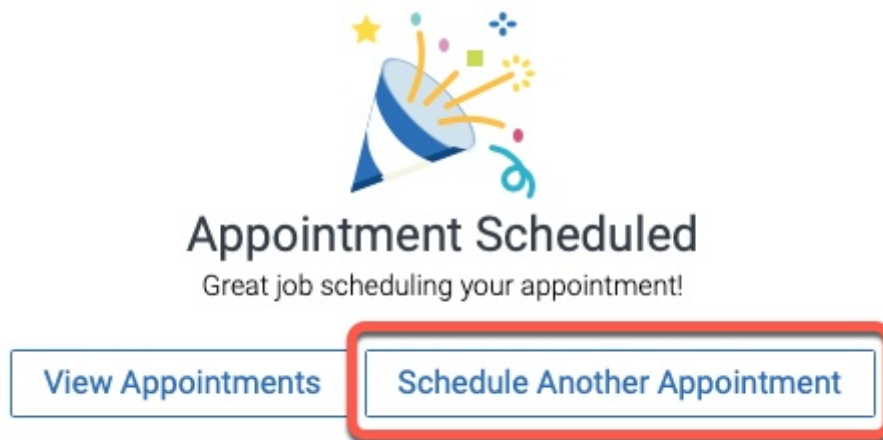 Appointment Scheduled
Great job scheduling your appointment!
View Appointments Schedule Another Appointment